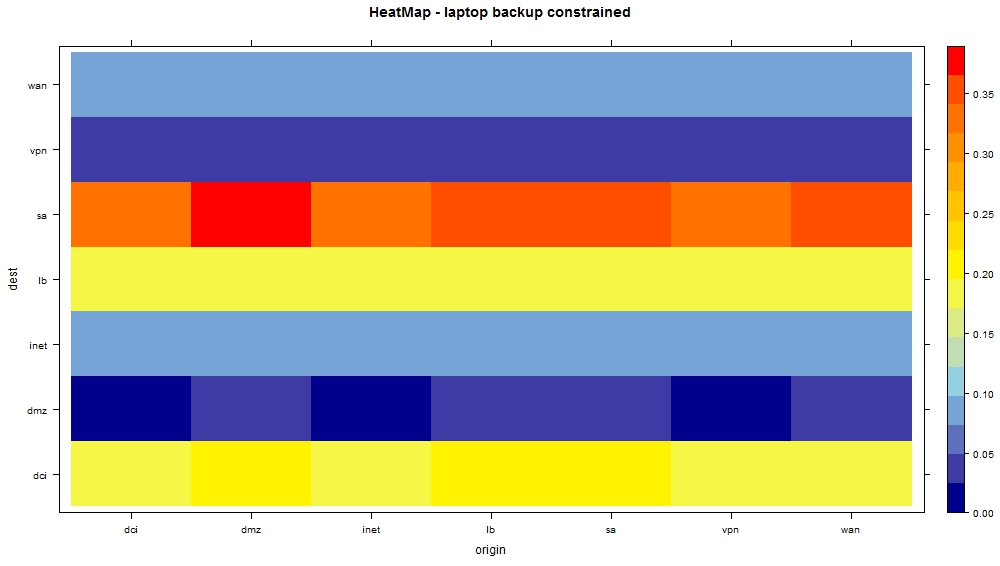 HeatMap - laptop backup constrained
wan
vpn
sa
lb
inet
dmz
dci
dest
dci dmz inet lb sa vpn wan
origin
0.35
0.30
0.25
0.20
0.15
0.10
0.05
0.00